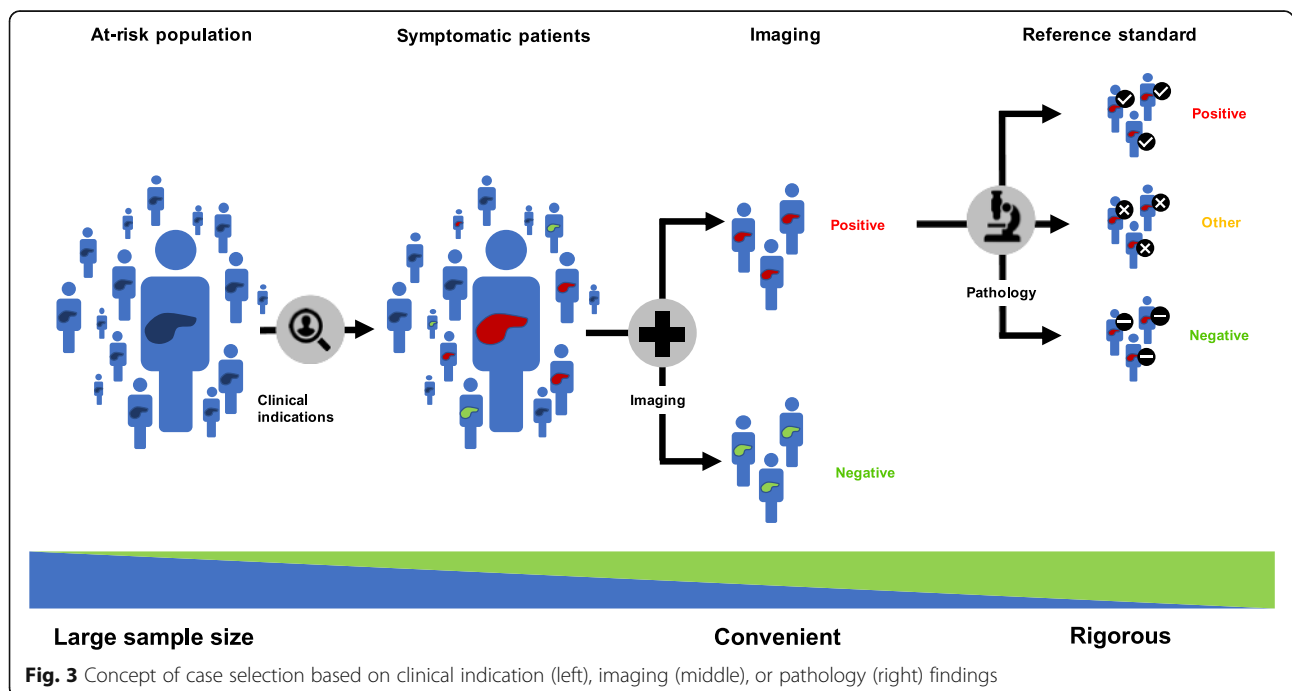 At-risk population
Symptomatic patients
Imaging
Reference standard
Positive
Positive
Other
Pathology
Clinical
indications
Imaging
Negative
Negative
Large sample size
Convenient
Rigorous
Fig. 3 Concept of case selection based on clinical indication (left), imaging (middle), or pathology (right) findings